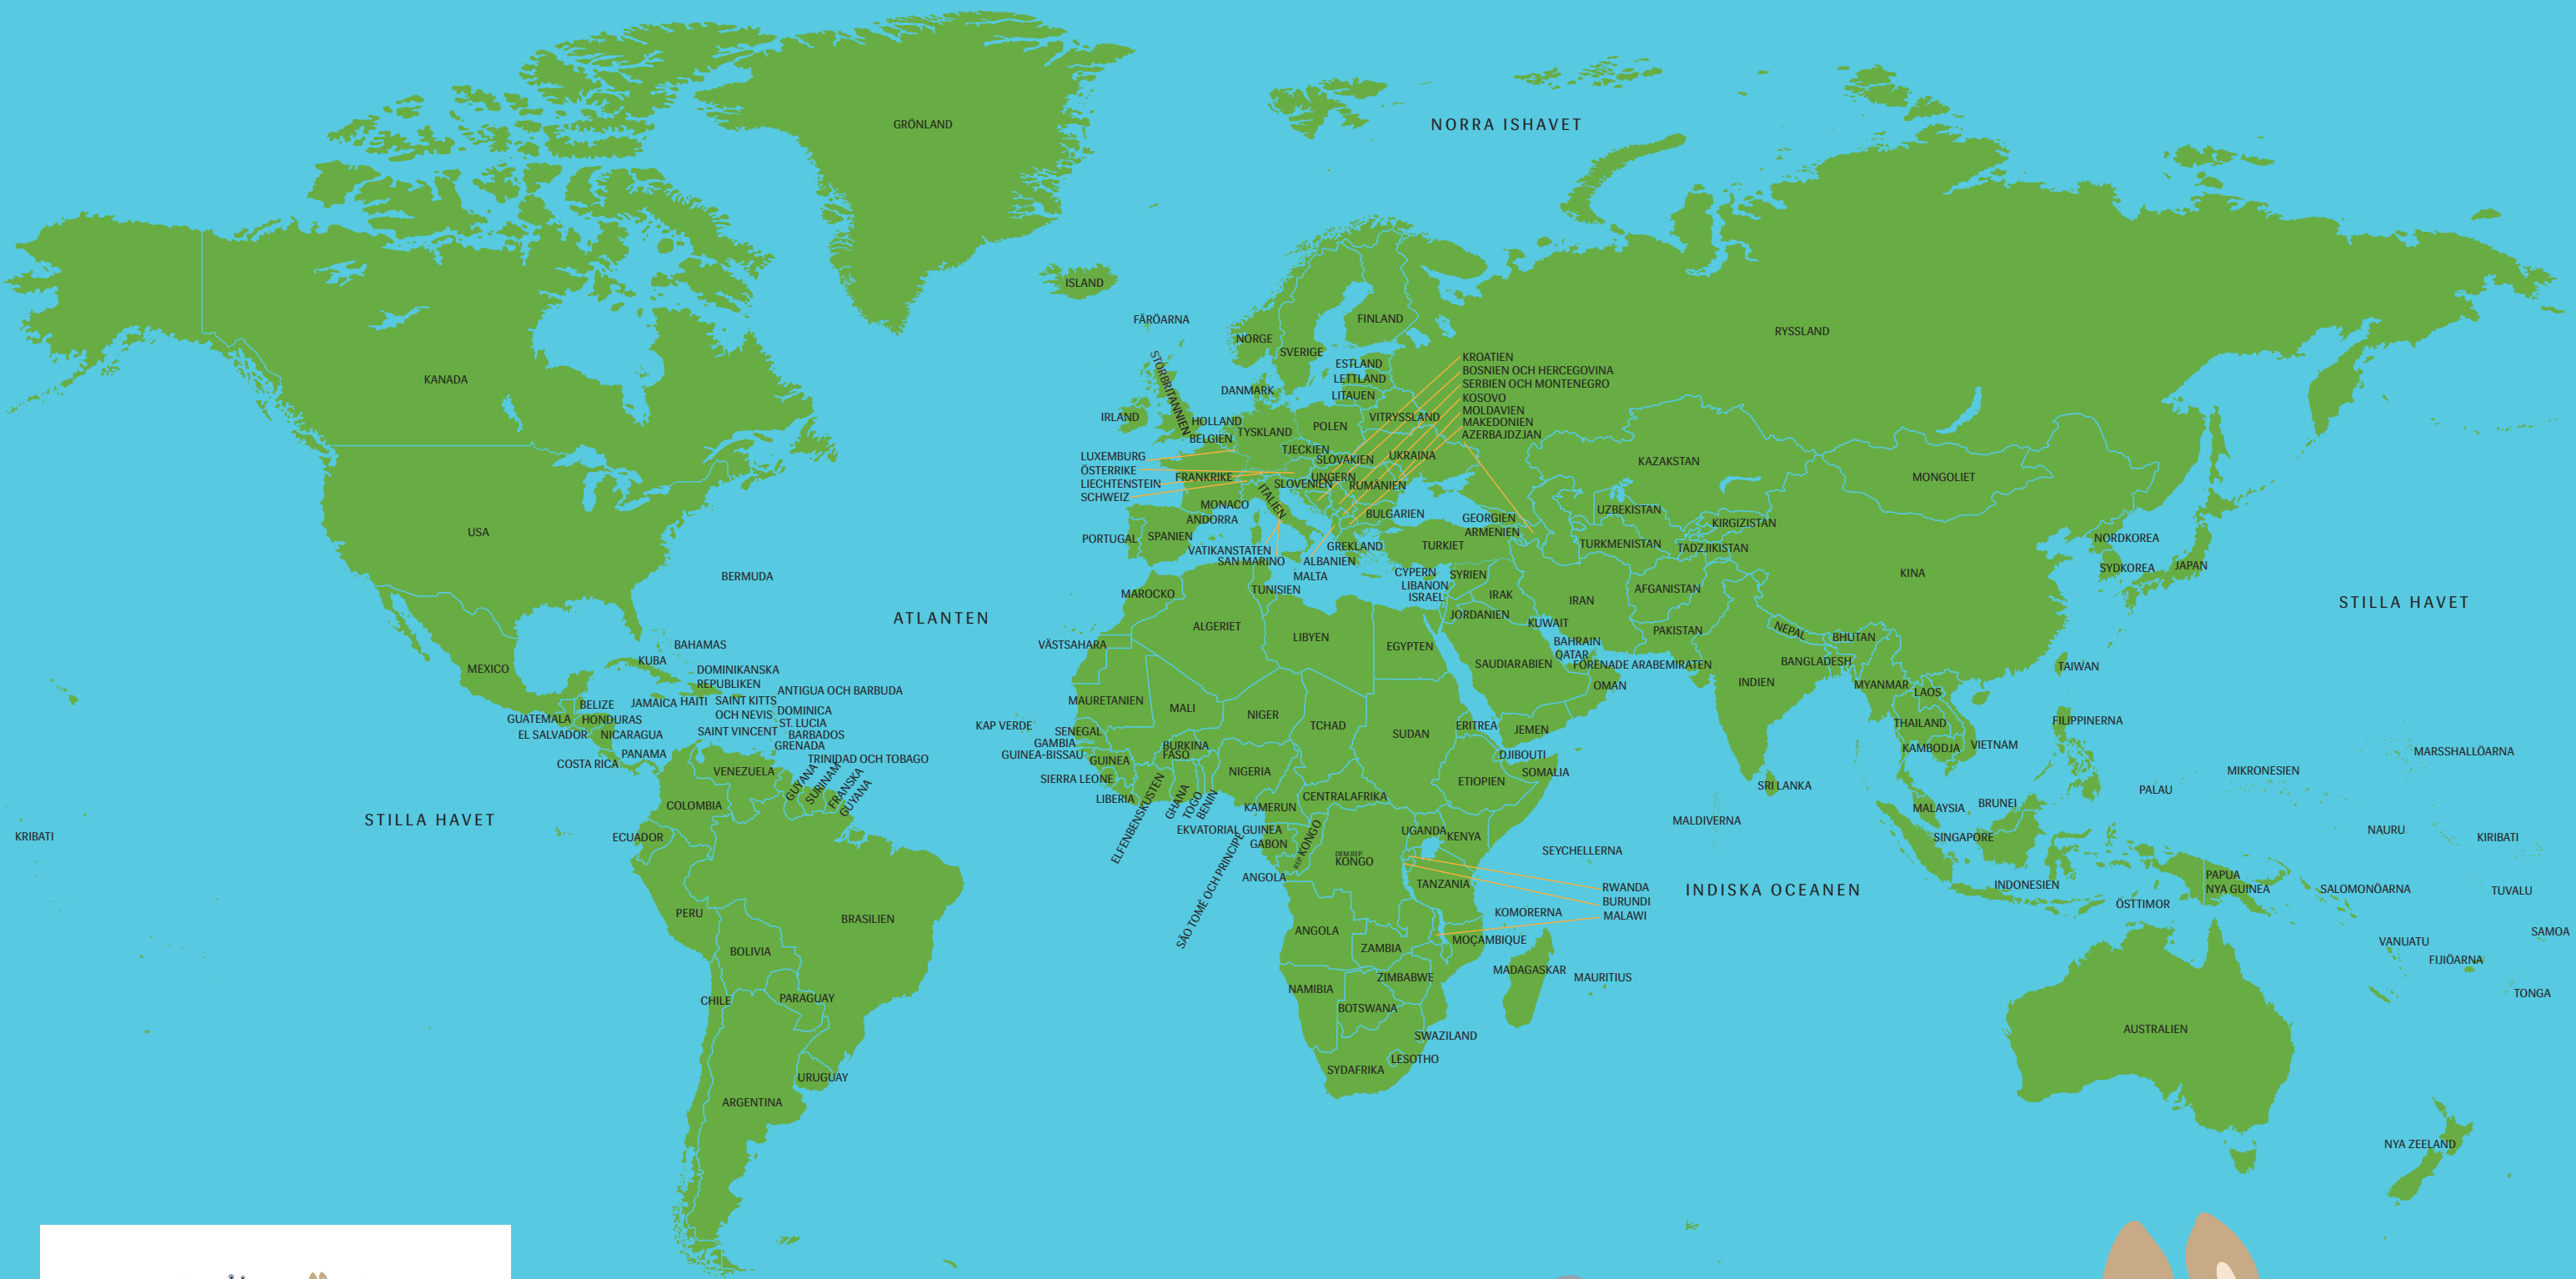 GRÖNLAND
NORRA ISHAVET
ISLAND
FÄRÖARNA
FINLAND
NORGE
SVERIGE
RYSSLAND
ESTLAND
LETTLAND
LITAUEN
KROATIEN
BOSNIEN OCH HERCEGOVINA
SERBIEN OCH MONTENEGRO
KOSOVO
MOLDAVIEN
MAKEDONIEN
AZERBAJDZJAN
KANADA
STORBRITANNIEN
DANMARK
IRLAND
HOLLAND
BELGIEN
TYSKLAND
POLEN
VITRYSSLAND
TJECKIEN
SLOVAKIEN
UKRAINA
LUXEMBURG
ÖSTERRIKE
LIECHTENSTEIN
SCHWEIZ
FRANKRIKE
UNGERN
SLOVENIEN
RUMÄNIEN
ITALIEN
MONACO
ANDORRA
BULGARIEN
PORTUGAL
SPANIEN
VATIKANSTATEN
SAN MARINO
ALBANIEN
GREKLAND
MALTA
TURKIET
GEORGIEN
ARMENIEN
KAZAKSTAN
MONGOLIET
UZBEKISTAN
KIRGIZISTAN
TURKMENISTAN
TADZJIKISTAN
NORDKOREA
SYDKOREA
JAPAN
KINA
USA
BERMUDA
ATLANTEN
STILLA HAVET
CYPERN
LIBANON
ISRAEL
SYRIEN
IRAK
IRAN
AFGANISTAN
JORDANIEN
KUWAIT
PAKISTAN
NEPAL
BHUTAN
BAHRAIN
QATAR
FÖRENADE ARABEMIRATEN
BANGLADESH
SAUDIARABIEN
OMAN
INDIEN
MYANMAR
LAOS
TAIWAN
MAROCKO
TUNISIEN
ALGERIET
LIBYEN
EGYPTEN
VÄSTSAHARA
MEXICO
BAHAMAS
KUBA
DOMINIKANSKA
REPUBLIKEN
ANTIGUA OCH BARBUDA
BELIZE
JAMAICA
HAITI
SAINT KITTS
OCH NEVIS
DOMINICA
ST. LUCIA
BARBADOS
GUATEMALA
HONDURAS
EL SALVADOR
NICARAGUA
SAINT VINCENT
GRENADA
TRINIDAD OCH TOBAGO
PANAMA
COSTA RICA
VENEZUELA
GUYANA
SURINAM
FRANSKA
GUYANA
COLOMBIA
ECUADOR
STILLA HAVET
KRIBATI
PERU
BRASILIEN
BOLIVIA
CHILE
PARAGUAY
URUGUAY
ARGENTINA
KAP VERDE
MAURETANIEN
MALI
NIGER
TCHAD
SUDAN
ERITREA
JEMEN
SENEGAL
GAMBIA
GUINEA-BISSAU
GUINEA
BURKINA
FASO
DJIBOUTI
SOMALIA
SIERRA LEONE
LIBERIA
ELFENBENSKUSTEN
GHANA
TOGO
BENIN
NIGERIA
ETIOPIEN
KAMERUN
CENTRALAFRIKA
EKVATORIAL GUINEA
GABON
SÃO TOMÉ OCH PRINCIPE
REP KONGO
DEM.REP.
KONGO
UGANDA
KENYA
ANGOLA
TANZANIA
RWANDA
BURUNDI
MALAWI
SEYCHELLERNA
KOMORERNA
ANGOLA
ZAMBIA
MOÇAMBIQUE
ZIMBABWE
MADAGASKAR
MAURITIUS
NAMIBIA
BOTSWANA
SWAZILAND
LESOTHO
SYDAFRIKA
INDISKA OCEANEN
MALDIVERNA
SRI LANKA
THAILAND
KAMBODJA
VIETNAM
FILIPPINERNA
MALAYSIA
BRUNEI
SINGAPORE
PALAU
MIKRONESIEN
MARSSHALLÖARNA
NAURU
KIRIBATI
INDONESIEN
PAPUA
NYA GUINEA
ÖSTTIMOR
SALOMONÖARNA
TUVALU
VANUATU
SAMOA
FIJIÖARNA
TONGA
AUSTRALIEN
NYA ZEELAND